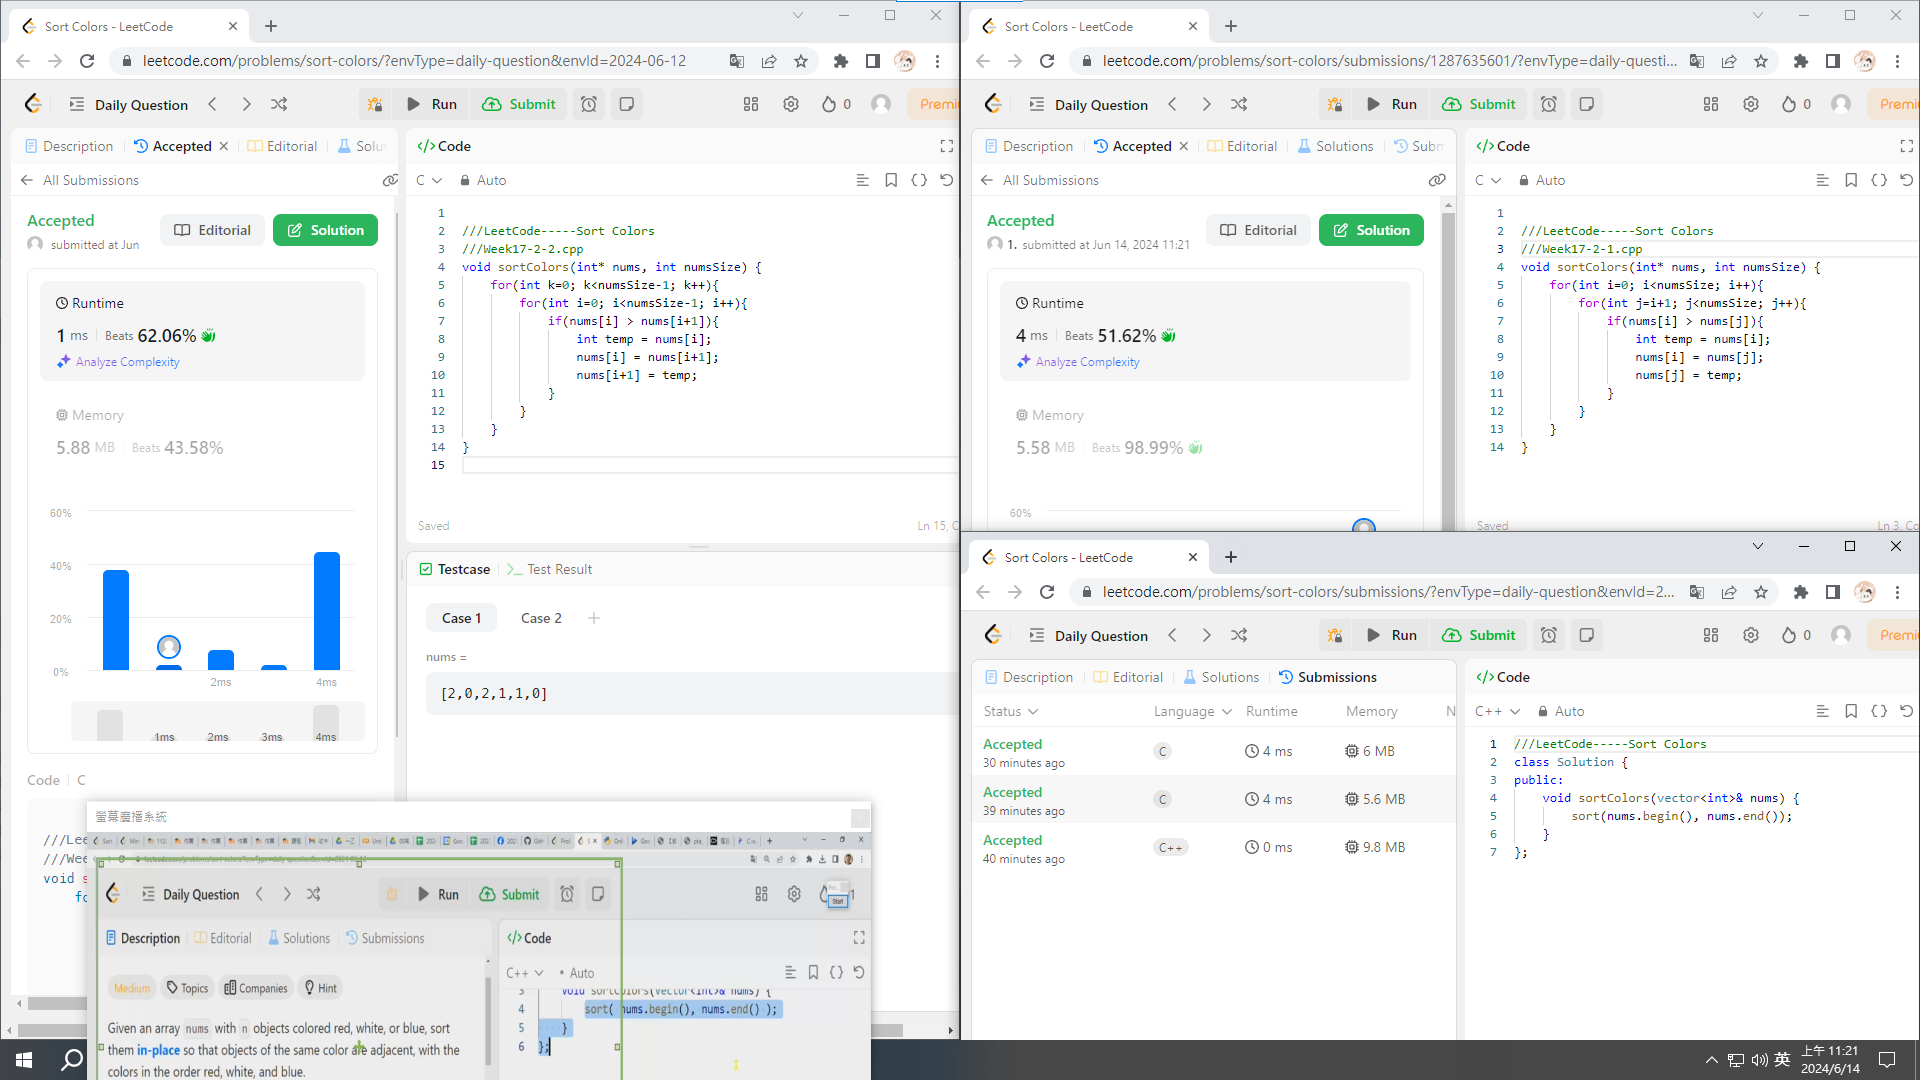 Sort Colors - LeetCode
leetcode.com/problems/sort-colors/?envType=daily-question&envId=2024-06-12
Daily Question
Run
Submit
0
Premi
Description
Accepted
Editorial
Solu
All Submissions
Accepted
submitted at Jun
Editorial
Solution
Runtime
1 ms
Beats 62.06%
Analyze Complexity
Memory
5.88 MB
Beats 43.58%
60%
40%
20%
0%
2ms
4ms
1ms
2ms
3ms
4ms
Code
C
///Lee
///Wee
void s
fo
Code
C
Auto
1
2 ///LeetCode-----Sort Colors
3 ///Week17-2-2.cpp
4 void sortColors(int* nums, int numsSize) {
5 for(int k=0; k<numsSize-1; k++){
6 for(int i=0; i<numsSize-1; i++){
7 if(nums[i] > nums[i+1]){
8 int temp = nums[i];
9 nums[i] = nums[i+1];
10 nums[i+1] = temp;
11 }
12 }
13 }
14 }
15
Saved
Ln 15, C
Testcase
Test Result
Case 1
Case 2
nums =
[2,0,2,1,1,0]
螢幕廣播系統
Daily Question
Run
Submit
Start
1
Description
Editorial
Solutions
Submissions
Medium
Topics
Companies
Hint
Given an array nums with n objects colored red, white, or blue, sort
them in-place so that objects of the same color are adjacent, with the
colors in the order red, white, and blue.
Code
C++
Auto
3 void sortColors(vector<int>& nums) {
4 sort( nums.begin(), nums.end() );
5 }
6 };
Sort Colors - LeetCode
leetcode.com/problems/sort-colors/submissions/1287635601/?envType=daily-questi...
Daily Question
Run
Submit
0
Premi
Description
Accepted
Editorial
Solutions
Subm
All Submissions
Accepted
1. submitted at Jun 14, 2024 11:21
Editorial
Solution
Runtime
4 ms
Beats 51.62%
Analyze Complexity
Memory
5.58 MB
Beats 98.99%
60%
Code
C
Auto
1
2 ///LeetCode-----Sort Colors
3 ///Week17-2-1.cpp
4 void sortColors(int* nums, int numsSize) {
5 for(int i=0; i<numsSize; i++){
6 for(int j=i+1; j<numsSize; j++){
7 if(nums[i] > nums[j]){
8 int temp = nums[i];
9 nums[i] = nums[j];
10 nums[j] = temp;
11 }
12 }
13 }
14 }
Saved
Ln 3, Co
Sort Colors - LeetCode
leetcode.com/problems/sort-colors/submissions/?envType=daily-question&envId=2...
Daily Question
Run
Submit
0
Premi
Description
Editorial
Solutions
Submissions
Status
Language
Runtime
Memory
N
Accepted
30 minutes ago
C
4 ms
6 MB
Accepted
39 minutes ago
C
4 ms
5.6 MB
Accepted
40 minutes ago
C++
0 ms
9.8 MB
Code
C++
Auto
1 ///LeetCode-----Sort Colors
2 class Solution {
3 public:
4 void sortColors(vector<int>& nums) {
5 sort(nums.begin(), nums.end());
6 }
7 };
英
上午 11:21
2024/6/14